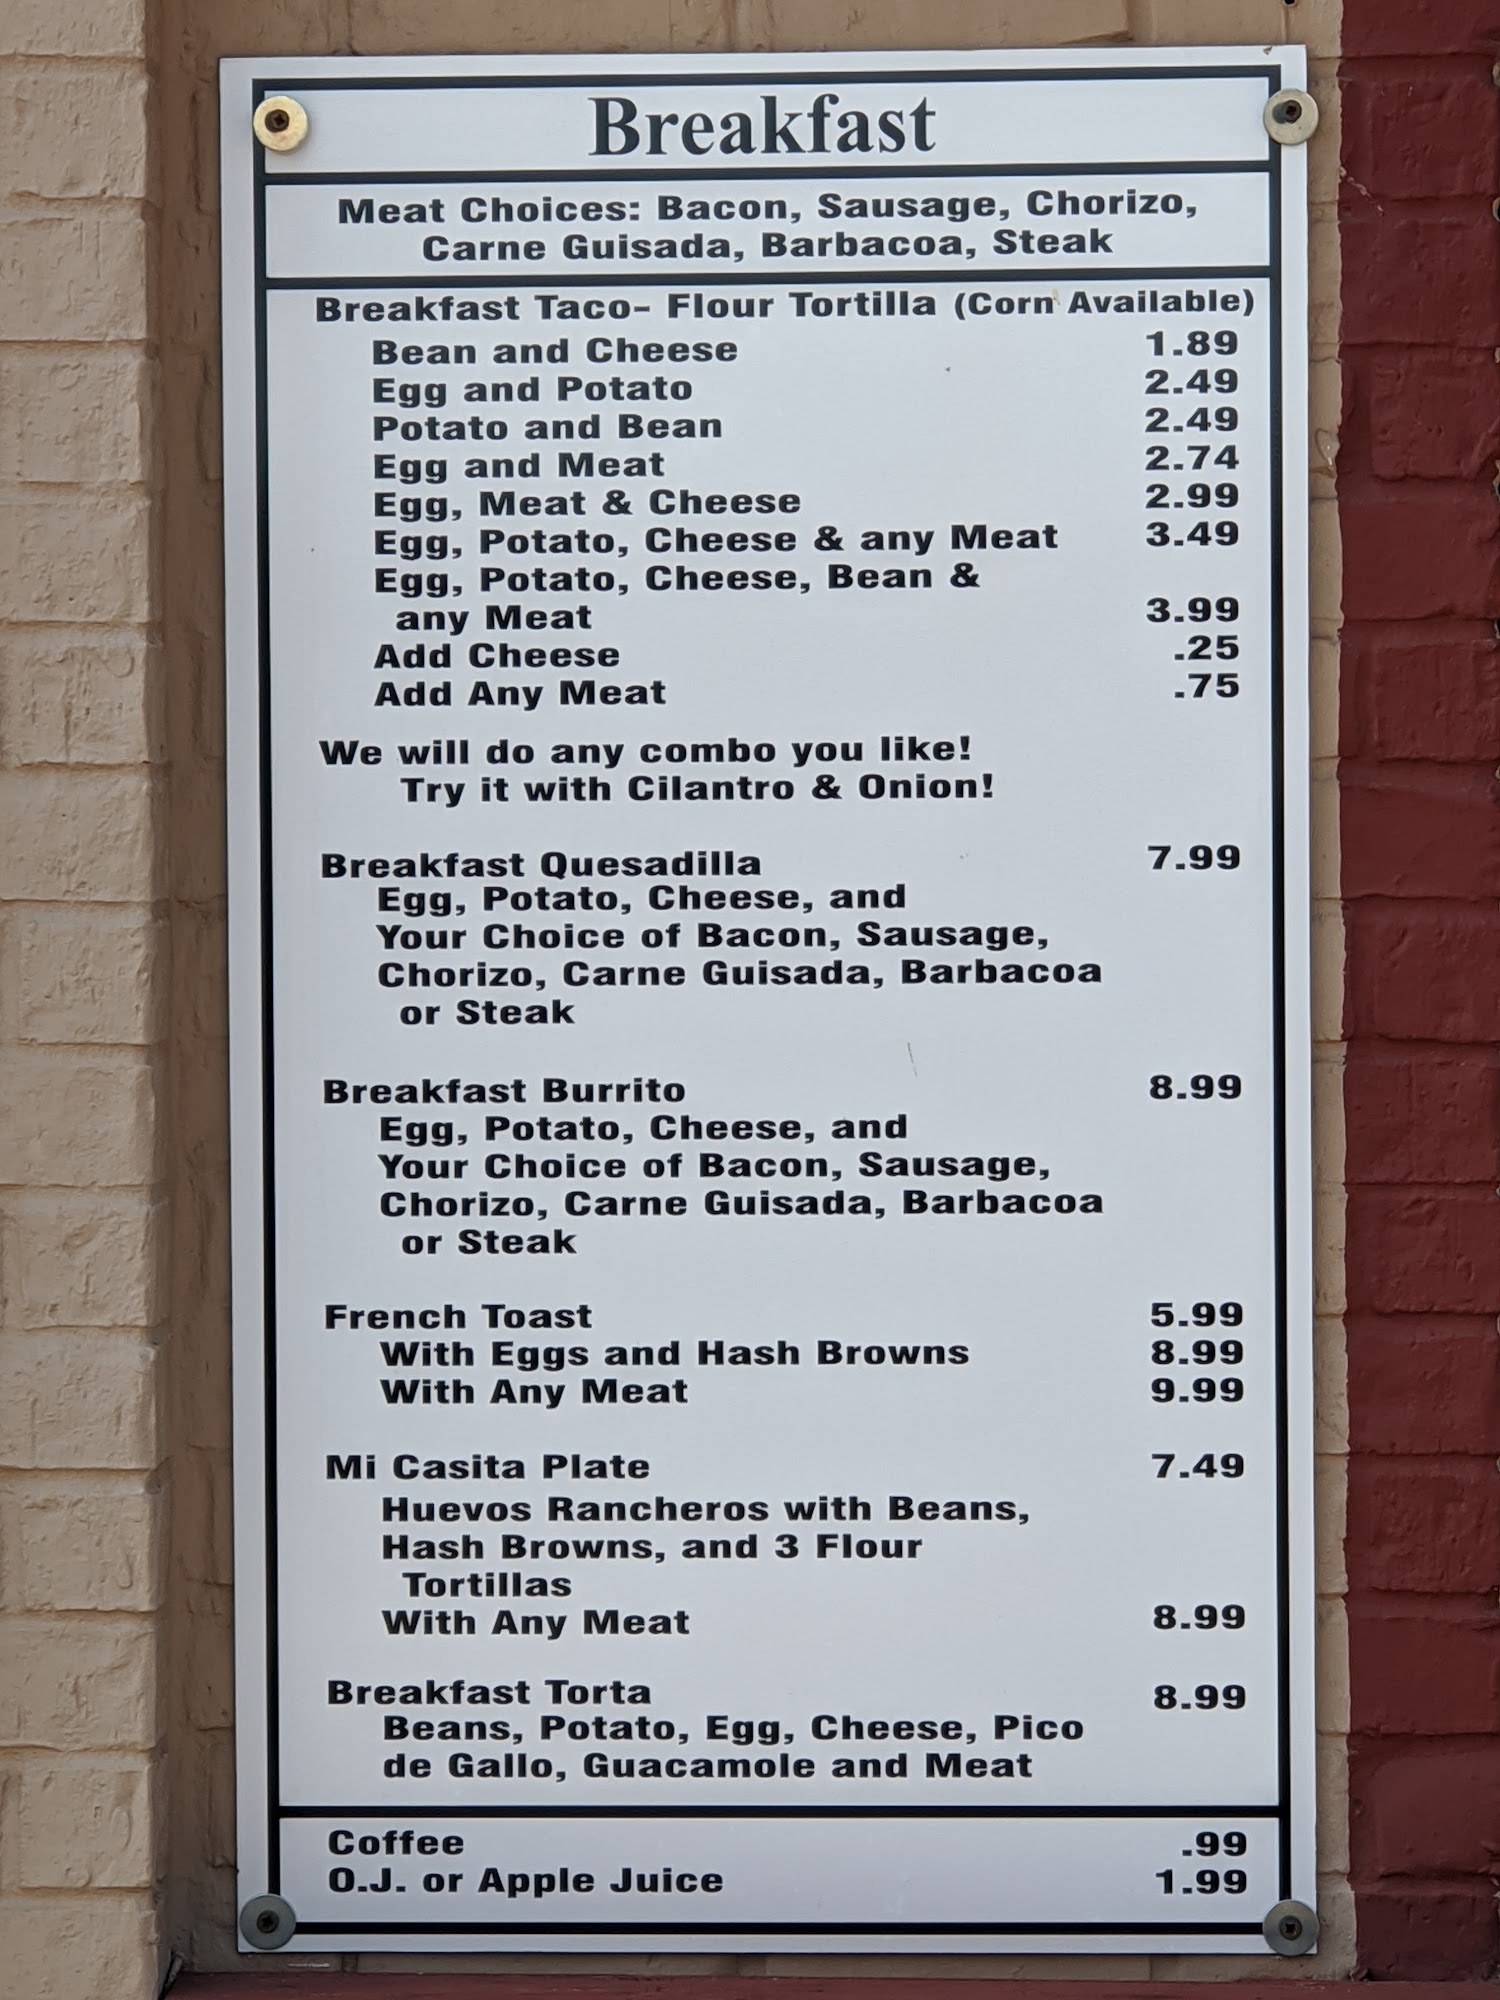 Breakfast
Meat Choices: Bacon, Sausage, Chorizo,
Carne Guisada, Barbacoa, Steak
Breakfast Taco- Flour Tortilla (Corn Available)
Bean and Cheese 1.89
Egg and Potato 2.49
Potato and Bean 2.49
Egg and Meat 2.74
Egg, Meat & Cheese 2.99
Egg, Potato, Cheese & any Meat 3.49
Egg, Potato, Cheese, Bean &
any Meat 3.99
Add Cheese .25
Add Any Meat .75
We will do any combo you like!
Try it with Cilantro & Onion!
Breakfast Quesadilla 7.99
Egg, Potato, Cheese, and
Your Choice of Bacon, Sausage,
Chorizo, Carne Guisada, Barbacoa
or Steak
Breakfast Burrito 8.99
Egg, Potato, Cheese, and
Your Choice of Bacon, Sausage,
Chorizo, Carne Guisada, Barbacoa
or Steak
French Toast 5.99
With Eggs and Hash Browns 8.99
With Any Meat 9.99
Mi Casita Plate 7.49
Huevos Rancheros with Beans,
Hash Browns, and 3 Flour
Tortillas
With Any Meat 8.99
Breakfast Torta 8.99
Beans, Potato, Egg, Cheese, Pico
de Gallo, Guacamole and Meat
Coffee .99
O.J. or Apple Juice 1.99